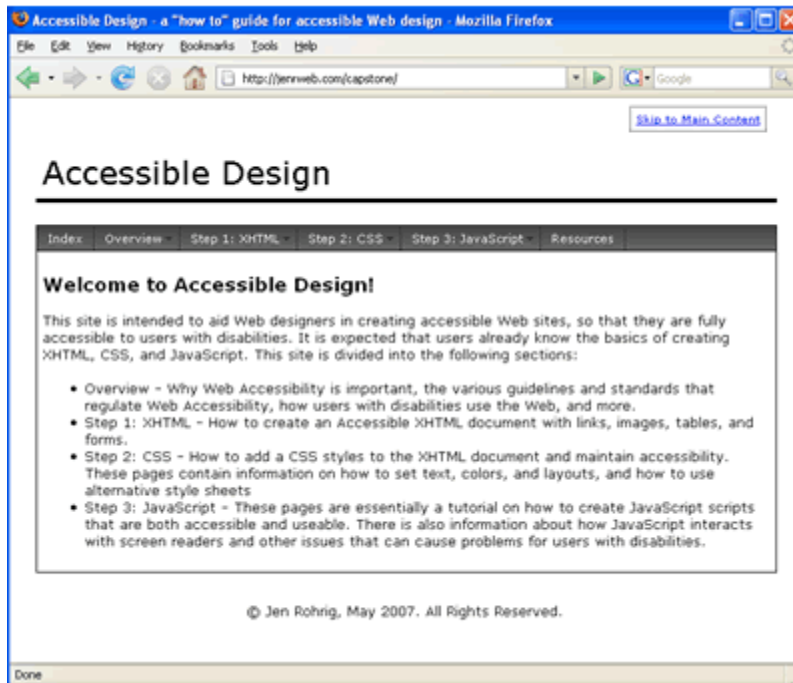 Accessible Design - a "how to" guide for accessible Web design - Mozilla Firefox
File Edit View History Bookmarks Tools Help
http://jenrweb.com/capstone/ Google
Skip to Main Content
Accessible Design
Index Overview Step 1: XHTML Step 2: CSS Step 3: JavaScript Resources
Welcome to Accessible Design!
This site is intended to aid Web designers in creating accessible Web sites, so that they are fully
accessible to users with disabilities. It is expected that users already know the basics of creating
XHTML, CSS, and JavaScript. This site is divided into the following sections:
• Overview - Why Web Accessibility is important, the various guidelines and standards that
regulate Web Accessibility, how users with disabilities use the Web, and more.
• Step 1: XHTML - How to create an Accessible XHTML document with links, images, tables, and
forms.
• Step 2: CSS - How to add a CSS styles to the XHTML document and maintain accessibility.
These pages contain information on how to set text, colors, and layouts, and how to use
alternative style sheets
• Step 3: JavaScript - These pages are essentially a tutorial on how to create JavaScript scripts
that are both accessible and useable. There is also information about how JavaScript interacts
with screen readers and other issues that can cause problems for users with disabilities.
© Jen Rohrig, May 2007. All Rights Reserved.
Done